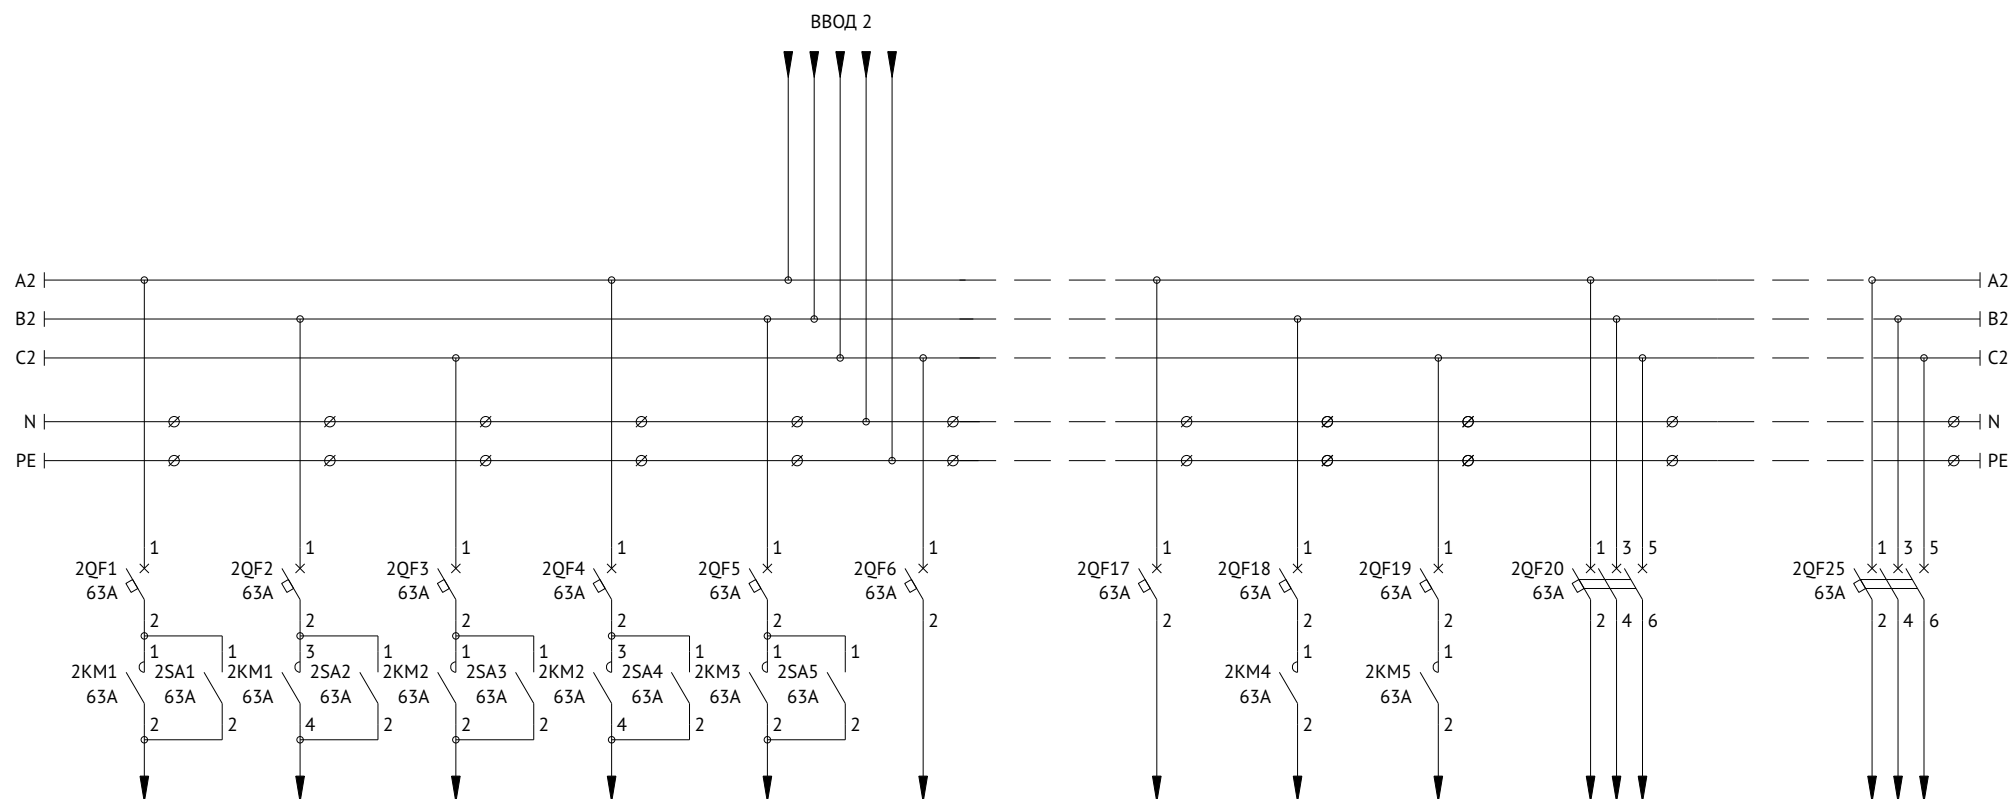 ВВОД 2
A2 A2
B2 B2
C2 C2
N N
PE PE
1 1 1 1 1 1 1 1 1 1 3 5 1 3 5
2QF1 2QF2 2QF3 2QF4 2QF5 2QF6 2QF17 2QF18 2QF19 2QF20 2QF25
63A 63A 63A 63A 63A 63A 63A 63A 63A 63A 63A
2 2 2 2 2 2 2 2 2 2 4 6 2 4 6
1 1 3 1 1 1 3 1 1 1 1 1
2KM1 2SA1 2KM1 2SA2 2KM2 2SA3 2KM2 2SA4 2KM3 2SA5 2KM4 2KM5
63A 63A 63A 63A 63A 63A 63A 63A 63A 63A 63A 63A
2 2 4 2 2 2 4 2 2 2 2 2